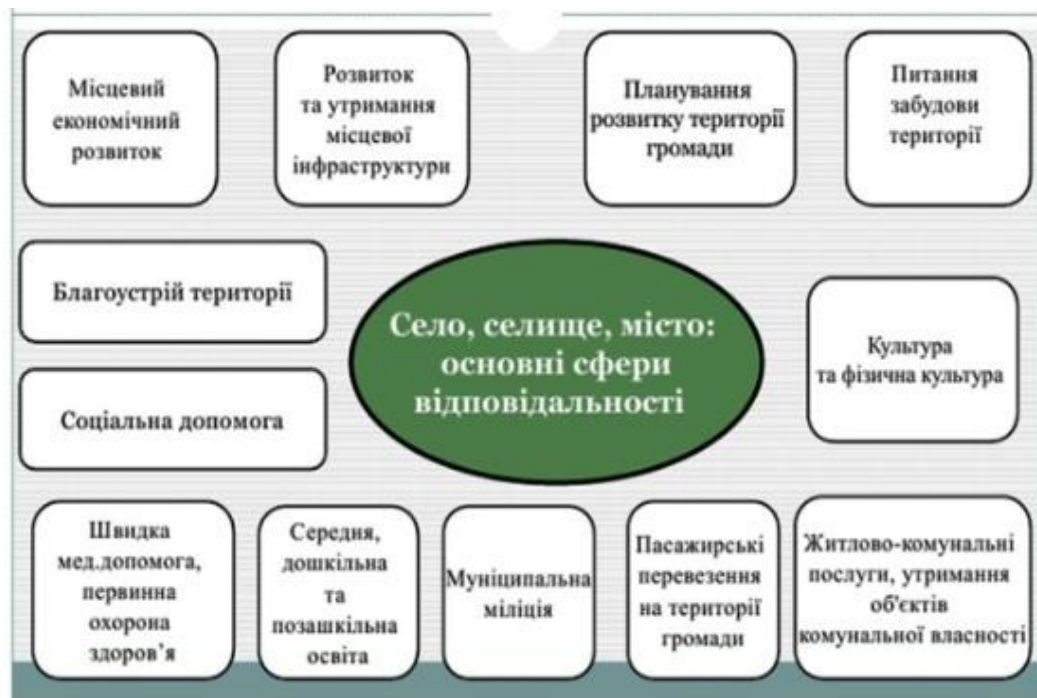 Місцевий
економічний
розвиток
Розвиток
та утримання
місцевої
інфраструктури
Планування
розвитку території
громади
Питання
забудови
території
Благоустрій території
Соціальна допомога
Село, селище, місто:
основні сфери
відповідальності
Культура
та фізична культура
Швидка
мед.допомога,
первинна
охорона
здоров’я
Середия,
дошкільна
та
позашкільна
освіта
Муніципальна
міліція
Пасажирські
перевезення
на території
громади
Житлово-комунальні
послуги, утримання
об'єктів
комунальної власності